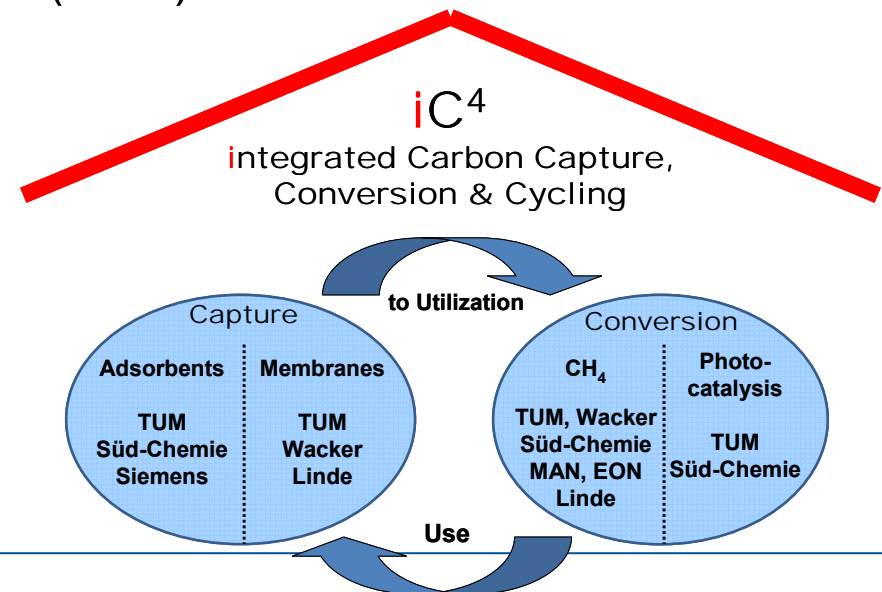 iC⁴
integrated Carbon Capture,
Conversion & Cycling
to Utilization
Capture
Adsorbents
TUM
Süd-Chemie
Siemens
Membranes
TUM
Wacker
Linde
Conversion
CH₄
TUM, Wacker
Süd-Chemie
MAN, EON
Linde
Photo-
catalysis
TUM
Süd-Chemie
Use